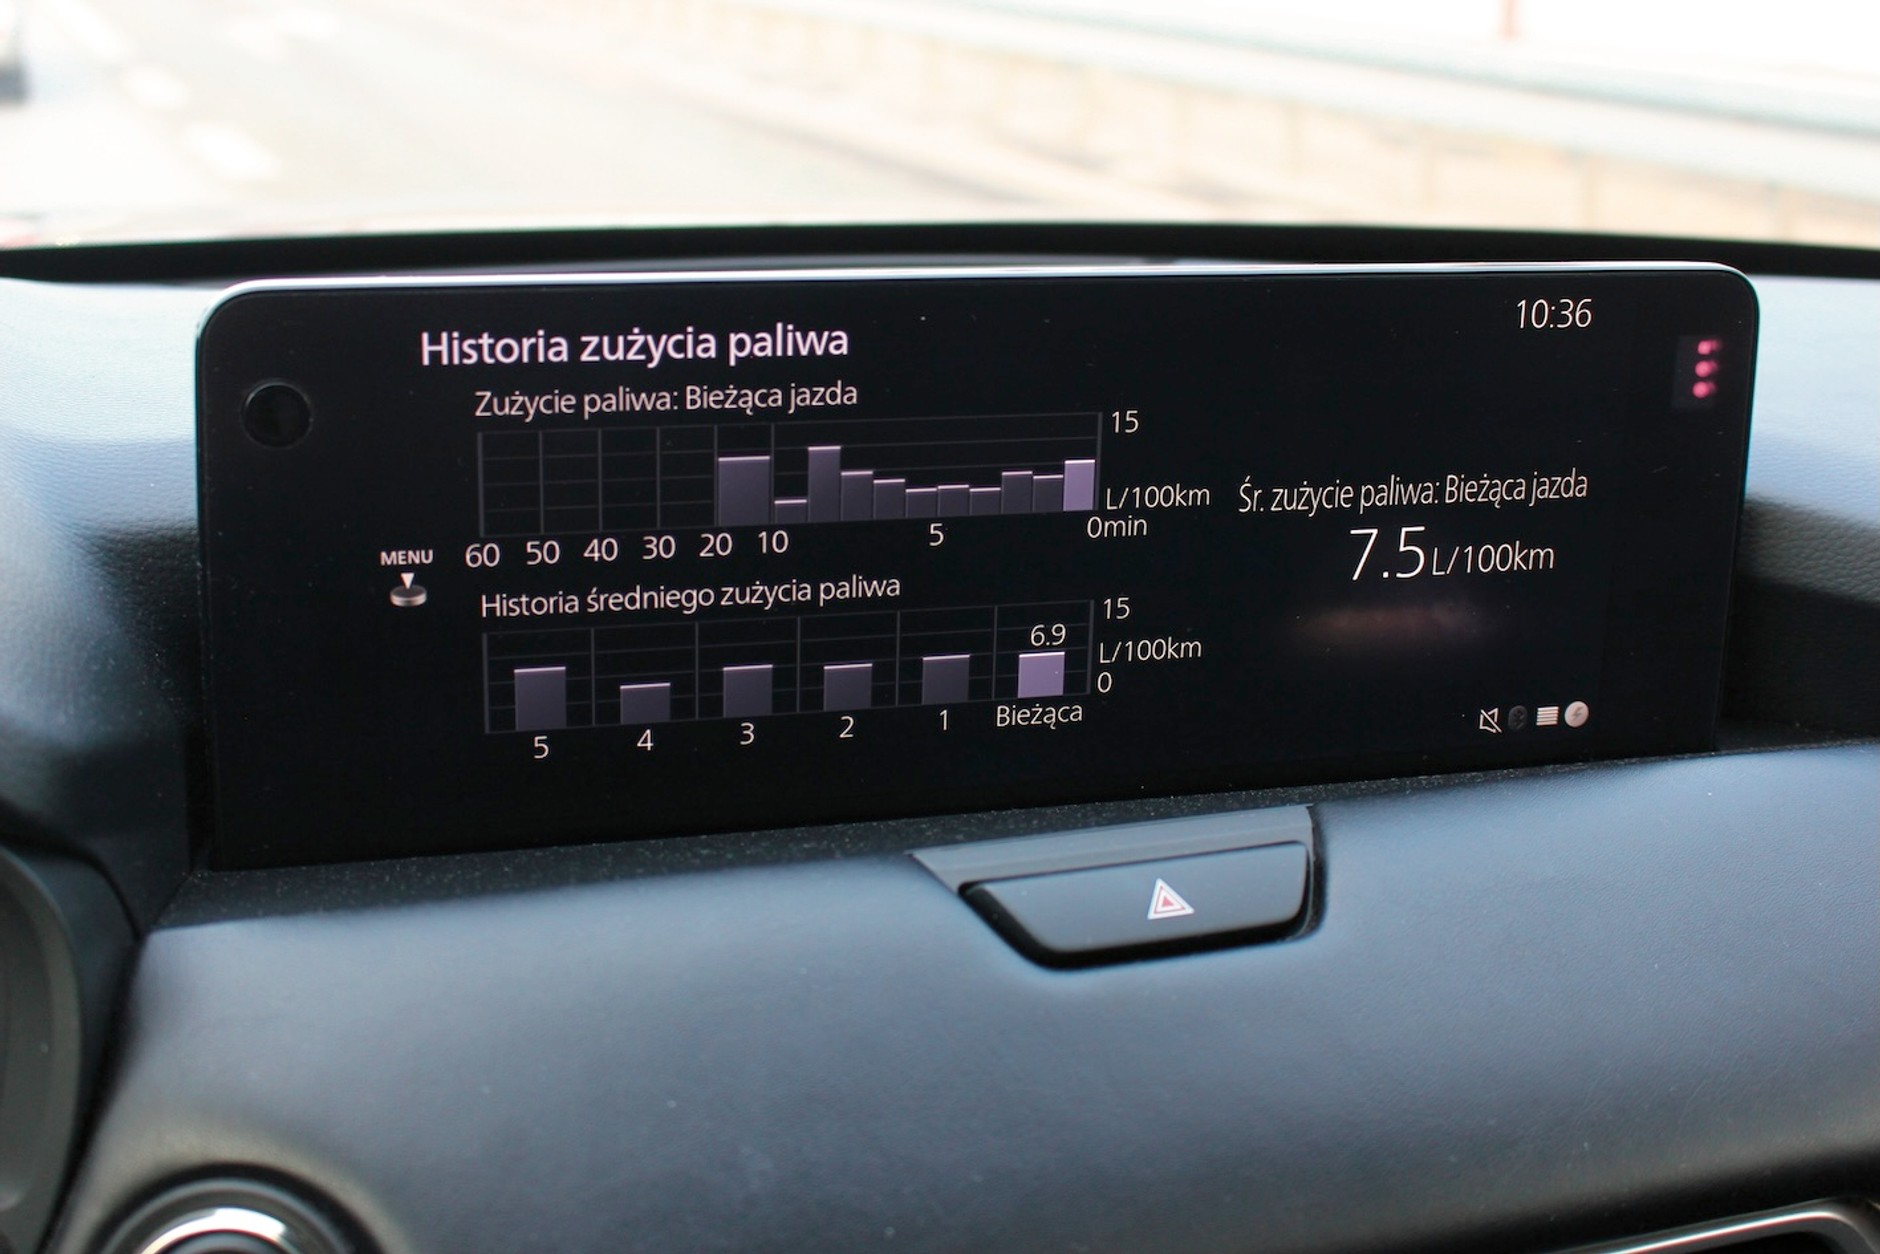 10:36
Historia zużycia paliwa
Zużycie paliwa: Bieżąca jazda
15
L/100km
60 50 40 30 20 10 5 0min
MENU
Historia średniego zużycia paliwa
15
6.9
L/100km
0
5 4 3 2 1 Bieżąca
Śr. zużycie paliwa: Bieżąca jazda
7.5 L/100km